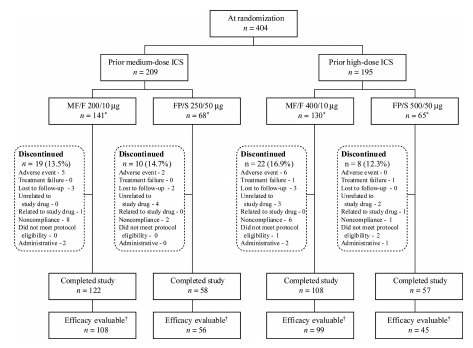 At randomization
n = 404
Prior medium-dose ICS
n = 209
Prior high-dose ICS
n = 195
MF/F 200/10 µg
n = 141*
FP/S 250/50 µg
n = 68*
MF/F 400/10 µg
n = 130*
FP/S 500/50 µg
n = 65*
Discontinued
n = 19 (13.5%)
Adverse event - 5
Treatment failure - 0
Lost to follow-up - 3
Unrelated to
study drug - 0
Related to study drug - 1
Noncompliance - 8
Did not meet protocol
eligibility - 0
Administrative - 2
Discontinued
n = 10 (14.7%)
Adverse event - 2
Treatment failure - 0
Lost to follow-up - 2
Unrelated to
study drug - 4
Related to study drug - 0
Noncompliance - 2
Did not meet protocol
eligibility - 0
Administrative - 0
Discontinued
n = 22 (16.9%)
Adverse event - 6
Treatment failure - 1
Lost to follow-up - 3
Unrelated to
study drug - 3
Related to study drug - 0
Noncompliance - 6
Did not meet protocol
eligibility - 1
Administrative - 2
Discontinued
n = 8 (12.3%)
Adverse event - 0
Treatment failure - 1
Lost to follow-up - 0
Unrelated to
study drug - 2
Related to study drug - 1
Noncompliance - 1
Did not meet protocol
eligibility - 2
Administrative - 1
Completed study
n = 122
Completed study
n = 58
Completed study
n = 108
Completed study
n = 57
Efficacy evaluable†
n = 108
Efficacy evaluable†
n = 56
Efficacy evaluable†
n = 99
Efficacy evaluable†
n = 45